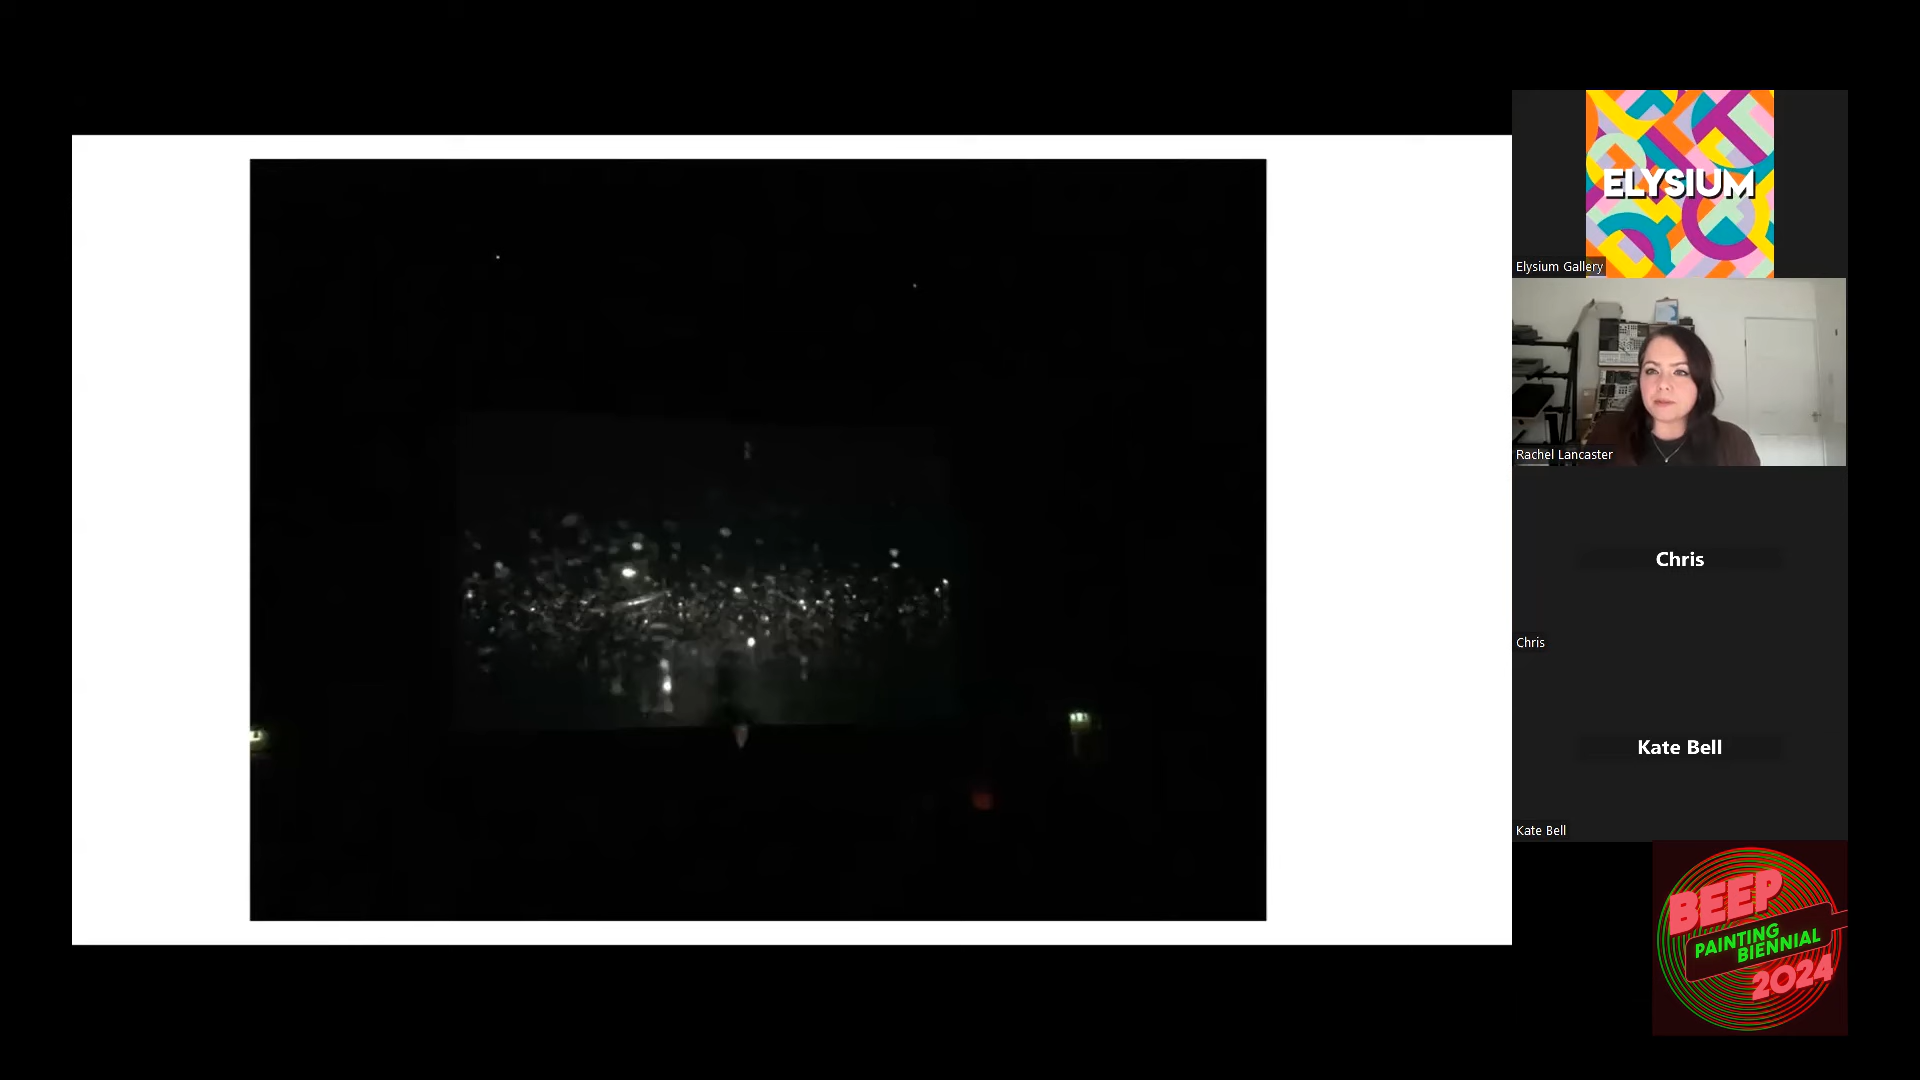 ELYSIUM
Elysium Gallery
Rachel Lancaster
Chris
Chris
Kate Bell
Kate Bell
BEEP
PAINTING
BIENNIAL
2024